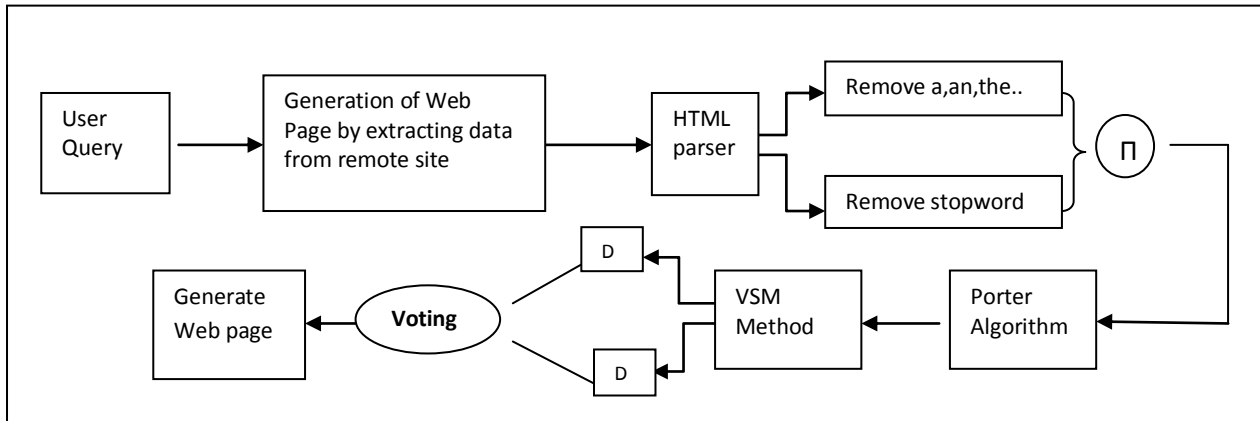 User
Query
Generation of Web
Page by extracting data
from remote site
HTML
parser
Remove a,an,the..
Remove stopword
Π
Porter
Algorithm
VSM
Method
D
D
Voting
Generate
Web page